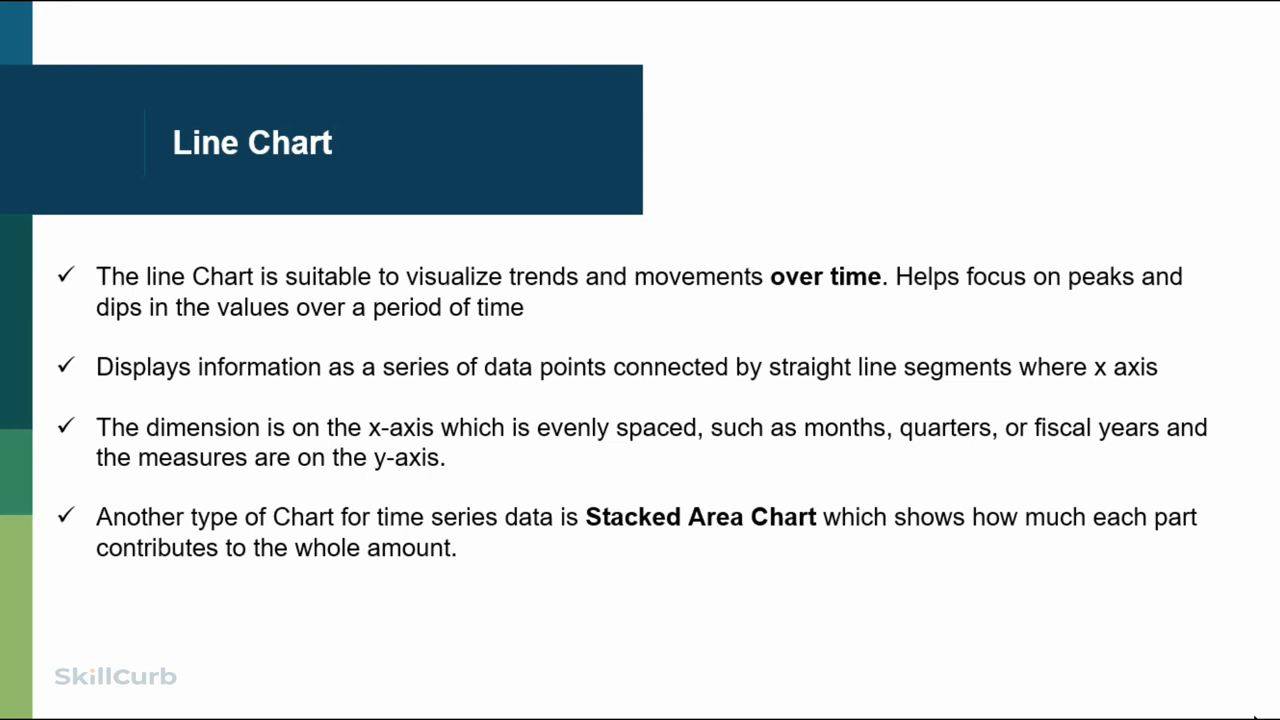 Line Chart
✓ The line Chart is suitable to visualize trends and movements over time. Helps focus on peaks and
dips in the values over a period of time
✓ Displays information as a series of data points connected by straight line segments where x axis
✓ The dimension is on the x-axis which is evenly spaced, such as months, quarters, or fiscal years and
the measures are on the y-axis.
✓ Another type of Chart for time series data is Stacked Area Chart which shows how much each part
contributes to the whole amount.
SkillCurb